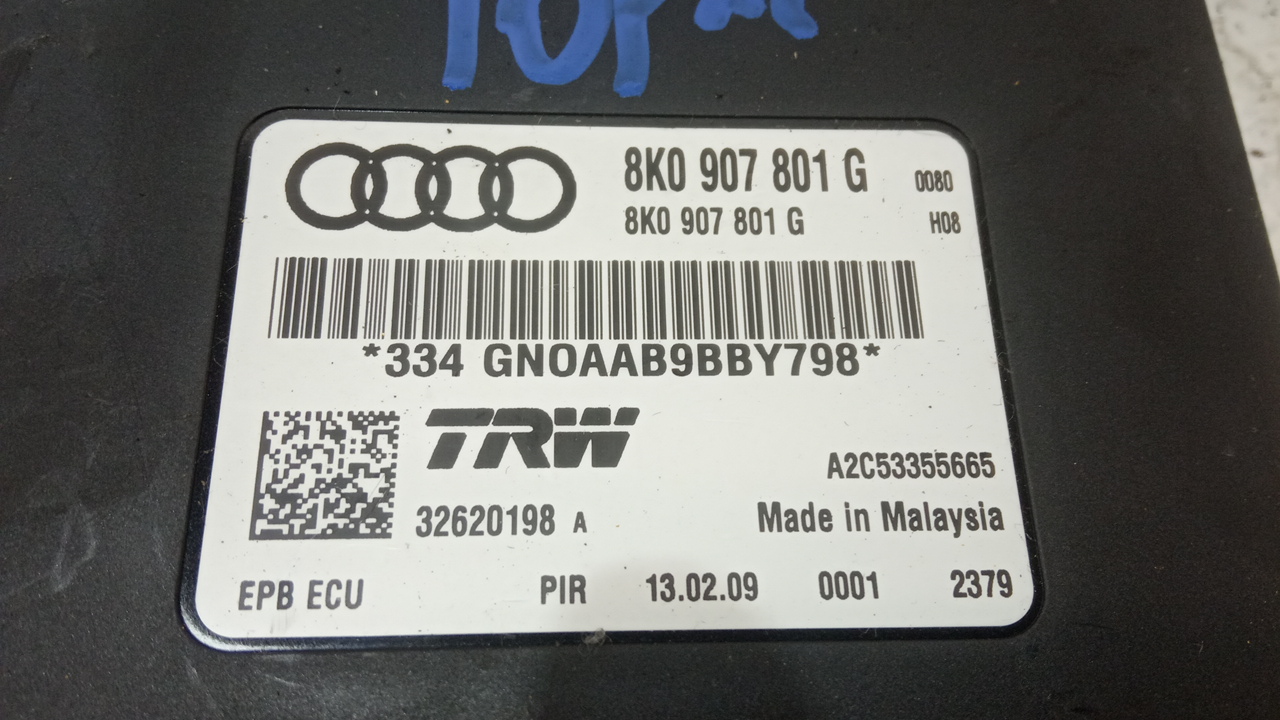 8K0 907 801 G 0080
8K0 907 801 G H08
*334 GN0AAB9BBY798*
TRW
A2C53355665
32620198 A Made in Malaysia
EPB ECU PIR 13.02.09 0001 2379